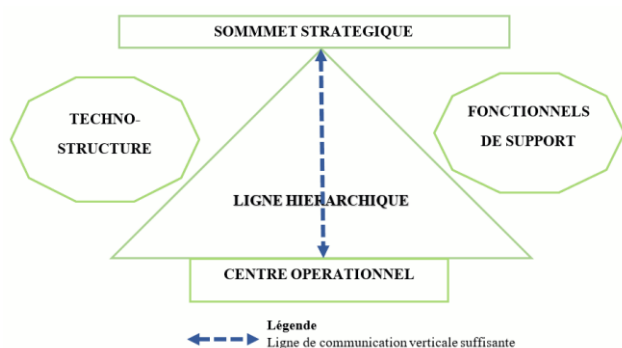 SOMMMET STRATEGIQUE
TECHNO-
STRUCTURE
FONCTIONNELS
DE SUPPORT
LIGNE HIERARCHIQUE
CENTRE OPERATIONNEL
Légende
Ligne de communication verticale suffisante